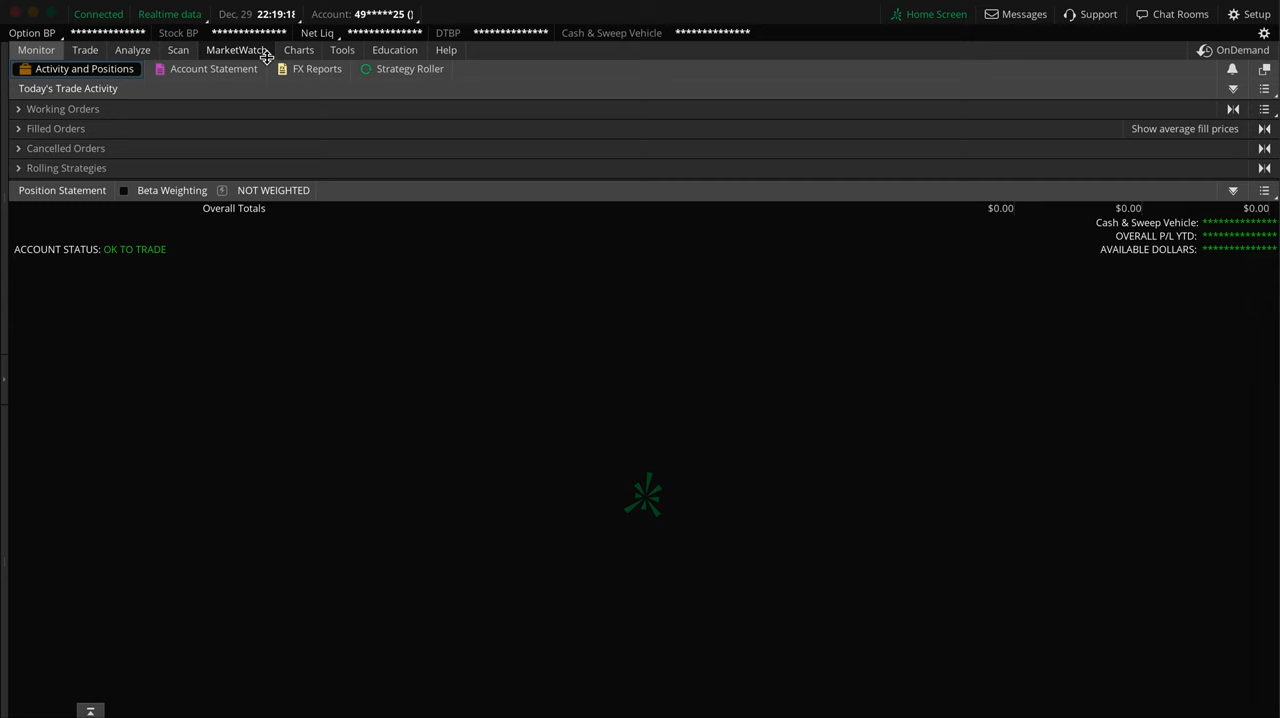 Connected Realtime data Dec, 29 22:19:18 Account: 49*****25 () Home Screen Messages Support Chat Rooms Setup
Option BP ************** Stock BP ************** Net Liq ************** DTBP ************** Cash & Sweep Vehicle **************
Monitor Trade Analyze Scan MarketWatch Charts Tools Education Help OnDemand
Activity and Positions Account Statement FX Reports Strategy Roller
Today's Trade Activity
Working Orders
Filled Orders Show average fill prices
Cancelled Orders
Rolling Strategies
Position Statement Beta Weighting NOT WEIGHTED
Overall Totals $0.00 $0.00 $0.00
Cash & Sweep Vehicle: **************
OVERALL P/L YTD: **************
ACCOUNT STATUS: OK TO TRADE AVAILABLE DOLLARS: **************